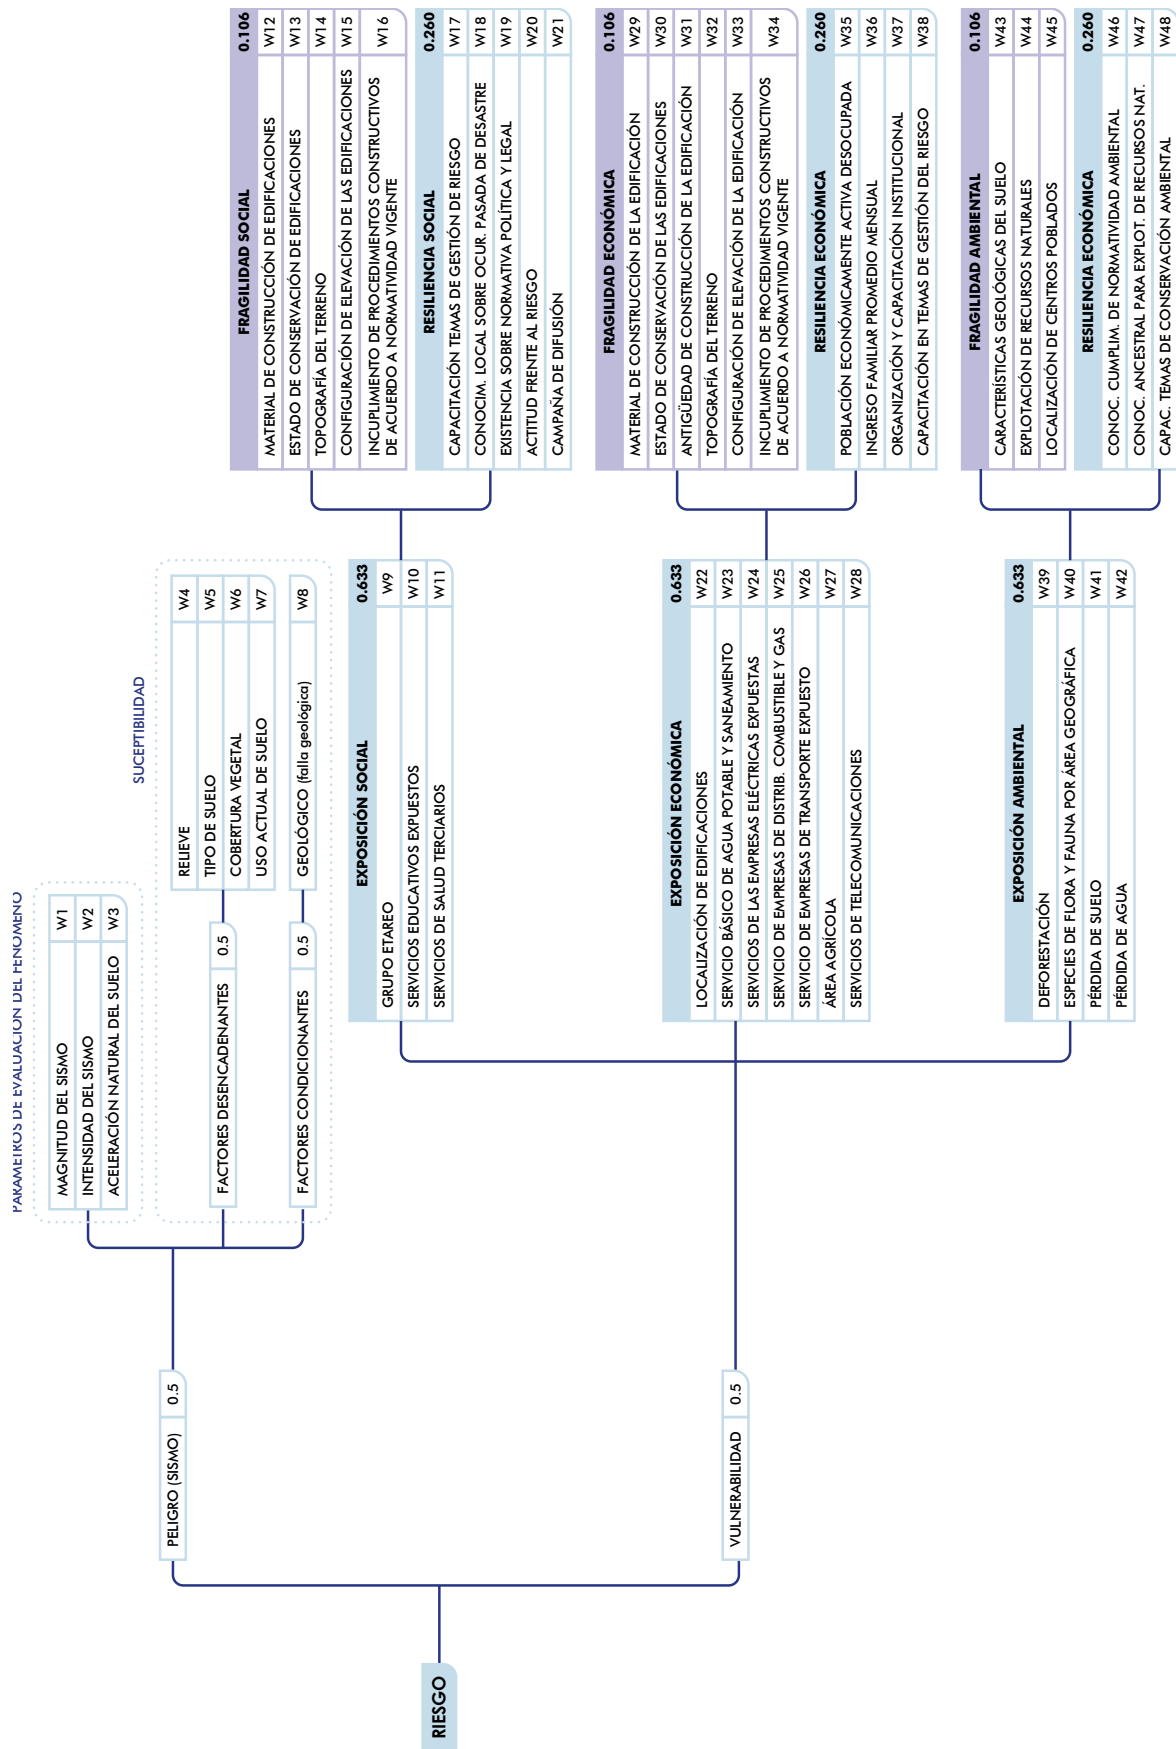 RIESGO
PELIGRO (SISMO) 0.5
PARÁMETROS DE EVALUACIÓN DEL FENÓMENO
MAGNITUD DEL SISMO W1
INTENSIDAD DEL SISMO W2
ACELERACIÓN NATURAL DEL SUELO W3
SUCEPTIBILIDAD
FACTORES DESENCADENANTES 0.5
RELIEVE W4
TIPO DE SUELO W5
COBERTURA VEGETAL W6
USO ACTUAL DE SUELO W7
FACTORES CONDICIONANTES 0.5
GEOLÓGICO (falla geológica) W8
VULNERABILIDAD 0.5
EXPOSICIÓN SOCIAL 0.633
GRUPO ETAREO W9
SERVICIOS EDUCATIVOS EXPUESTOS W10
SERVICIOS DE SALUD TERCIARIOS W11
FRAGILIDAD SOCIAL 0.106
MATERIAL DE CONSTRUCCIÓN DE EDIFICACIONES W12
ESTADO DE CONSERVACIÓN DE EDIFICACIONES W13
TOPOGRAFÍA DEL TERRENO W14
CONFIGURACIÓN DE ELEVACIÓN DE LAS EDIFICACIONES W15
INCUPLIMIENTO DE PROCEDIMIENTOS CONSTRUCTIVOS W16
DE ACUERDO A NORMATIVIDAD VIGENTE
RESILIENCIA SOCIAL 0.260
CAPACITACIÓN TEMAS DE GESTIÓN DE RIESGO W17
CONOCIM. LOCAL SOBRE OCUR. PASADA DE DESASTRE W18
EXISTENCIA SOBRE NORMATIVA POLÍTICA Y LEGAL W19
ACTITUD FRENTE AL RIESGO W20
CAMPAÑA DE DIFUSIÓN W21
EXPOSICIÓN ECONÓMICA 0.633
LOCALIZACIÓN DE EDIFICACIONES W22
SERVICIO BÁSICO DE AGUA POTABLE Y SANEAMIENTO W23
SERVICIOS DE LAS EMPRESAS ELÉCTRICAS EXPUESTAS W24
SERVICIO DE EMPRESAS DE DISTRIB. COMBUSTIBLE Y GAS W25
SERVICIO DE EMPRESAS DE TRANSPORTE EXPUESTO W26
ÁREA AGRÍCOLA W27
SERVICIOS DE TELECOMUNICACIONES W28
FRAGILIDAD ECONÓMICA 0.106
MATERIAL DE CONSTRUCCIÓN DE LA EDIFICACIÓN W29
ESTADO DE CONSERVACIÓN DE LAS EDIFICACIONES W30
ANTIGÜEDAD DE CONSTRUCCIÓN DE LA EDIFICACIÓN W31
TOPOGRAFÍA DEL TERRENO W32
CONFIGURACIÓN DE ELEVACIÓN DE LA EDIFICACIÓN W33
INCUPLIMIENTO DE PROCEDIMIENTOS CONSTRUCTIVOS W34
DE ACUERDO A NORMATIVIDAD VIGENTE
RESILIENCIA ECONÓMICA 0.260
POBLACIÓN ECONÓMICAMENTE ACTIVA DESOCUPADA W35
INGRESO FAMILIAR PROMEDIO MENSUAL W36
ORGANIZACIÓN Y CAPACITACIÓN INSTITUCIONAL W37
CAPACITACIÓN EN TEMAS DE GESTIÓN DEL RIESGO W38
EXPOSICIÓN AMBIENTAL 0.633
DEFORESTACIÓN W39
ESPECIES DE FLORA Y FAUNA POR ÁREA GEOGRÁFICA W40
PÉRDIDA DE SUELO W41
PÉRDIDA DE AGUA W42
FRAGILIDAD AMBIENTAL 0.106
CARACTERÍSTICAS GEOLÓGICAS DEL SUELO W43
EXPLOTACIÓN DE RECURSOS NATURALES W44
LOCALIZACIÓN DE CENTROS POBLADOS W45
RESILIENCIA ECONÓMICA 0.260
CONOC. CUMPLIM. DE NORMATIVIDAD AMBIENTAL W46
CONOC. ANCESTRAL PARA EXPLOT. DE RECURSOS NAT. W47
CAPAC. TEMAS DE CONSERVACIÓN AMBIENTAL W48